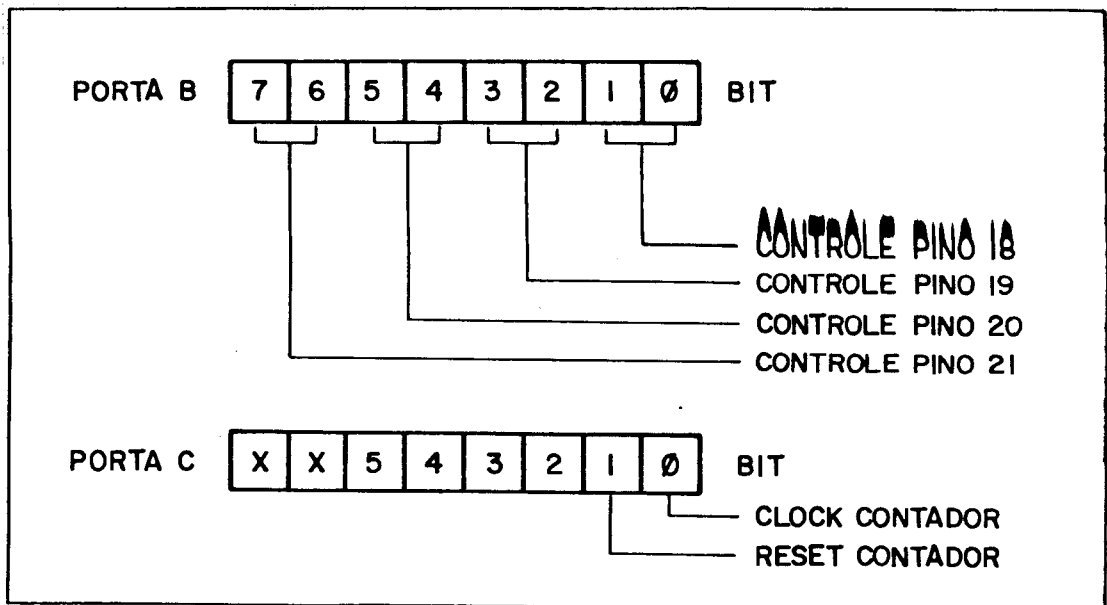 PORTA B 7 6 5 4 3 2 1 Ø BIT
CONTROLE PINO 18
CONTROLE PINO 19
CONTROLE PINO 20
CONTROLE PINO 21
PORTA C X X 5 4 3 2 1 Ø BIT
CLOCK CONTADOR
RESET CONTADOR